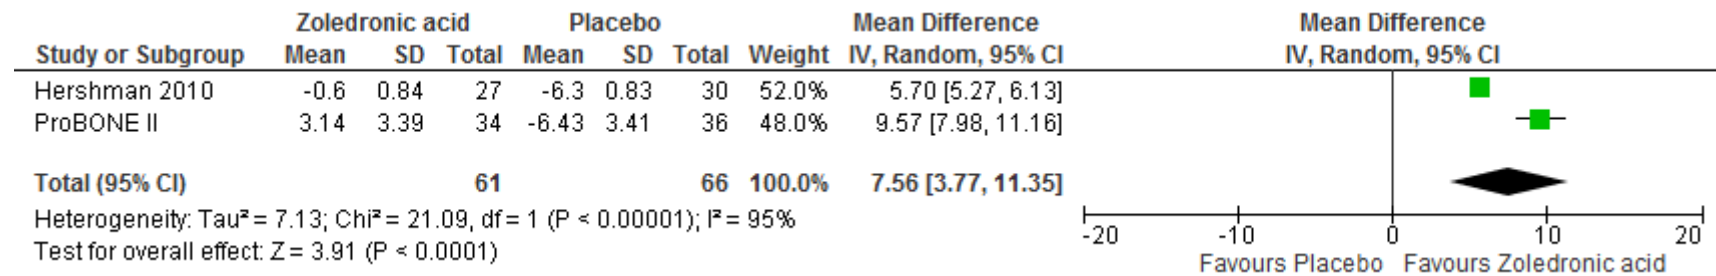 Zoledronic acid Placebo Mean Difference Mean Difference
Study or Subgroup Mean SD Total Mean SD Total Weight IV, Random, 95% CI IV, Random, 95% CI
Hershman 2010 -0.6 0.84 27 -6.3 0.83 30 52.0% 5.70 [5.27, 6.13]
ProBONE II 3.14 3.39 34 -6.43 3.41 36 48.0% 9.57 [7.98, 11.16]
Total (95% CI) 61 66 100.0% 7.56 [3.77, 11.35]
Heterogeneity: Tau² = 7.13; Chi² = 21.09, df = 1 (P < 0.00001); I² = 95%
Test for overall effect: Z = 3.91 (P < 0.0001)
-20 -10 0 10 20
Favours Placebo Favours Zoledronic acid